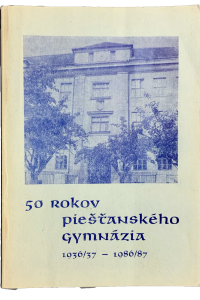 50 ROKOV
PIEŠŤANSKÉHO
GYMNÁZIA
1936/37 – 1986/87